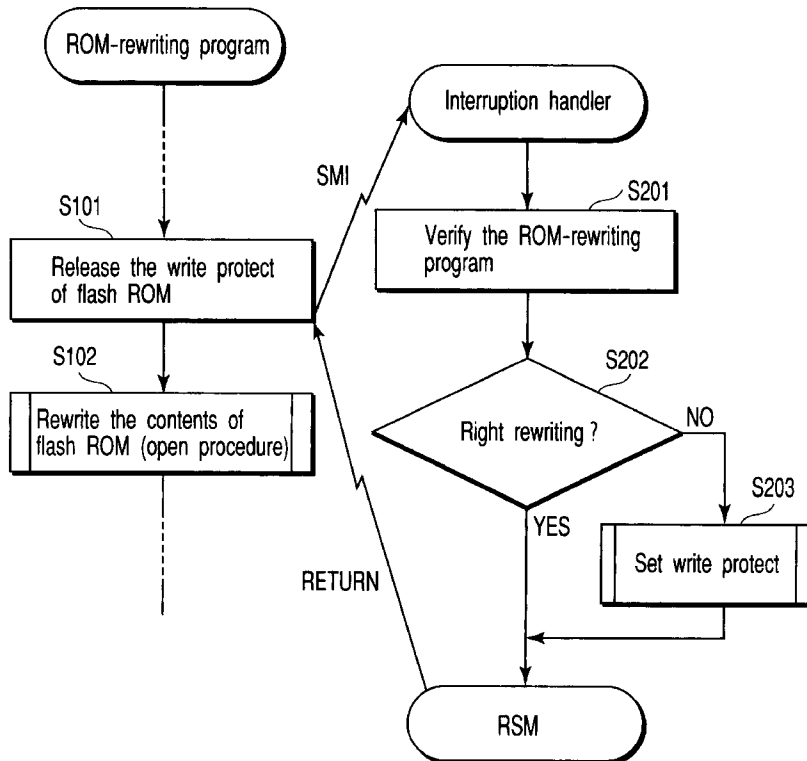 ROM-rewriting program
S101
Release the write protect
of flash ROM
S102
Rewrite the contents of
flash ROM (open procedure)
SMI
RETURN
Interruption handler
S201
Verify the ROM-rewriting
program
S202
Right rewriting ?
NO
YES
S203
Set write protect
RSM